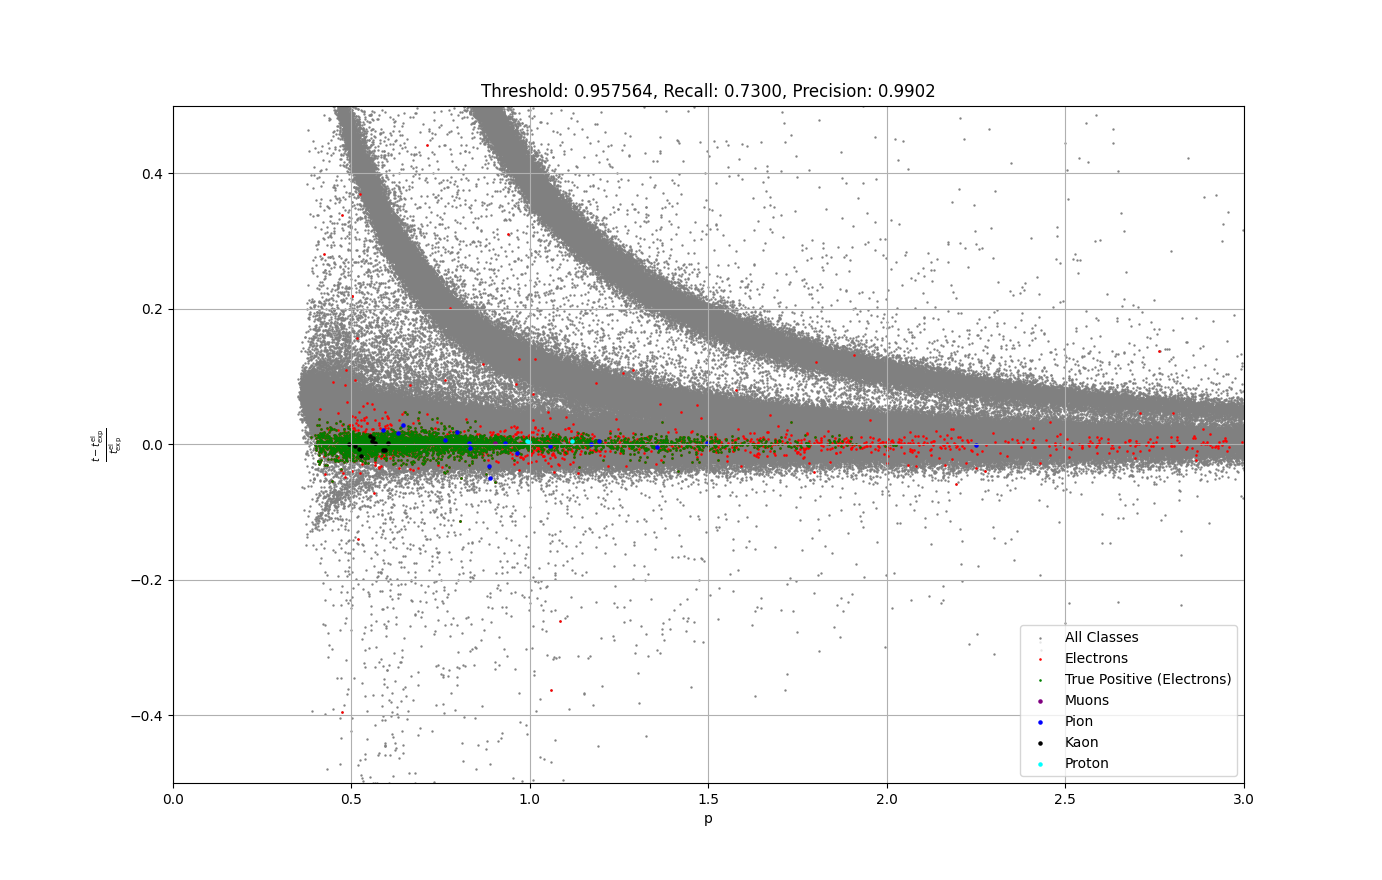 Threshold: 0.957564, Recall: 0.7300, Precision: 0.9902
0.4
0.2
0.0
−0.2
−0.4
t − t^el_exp / t^el_exp
0.0 0.5 1.0 1.5 2.0 2.5 3.0
p
All Classes
Electrons
True Positive (Electrons)
Muons
Pion
Kaon
Proton